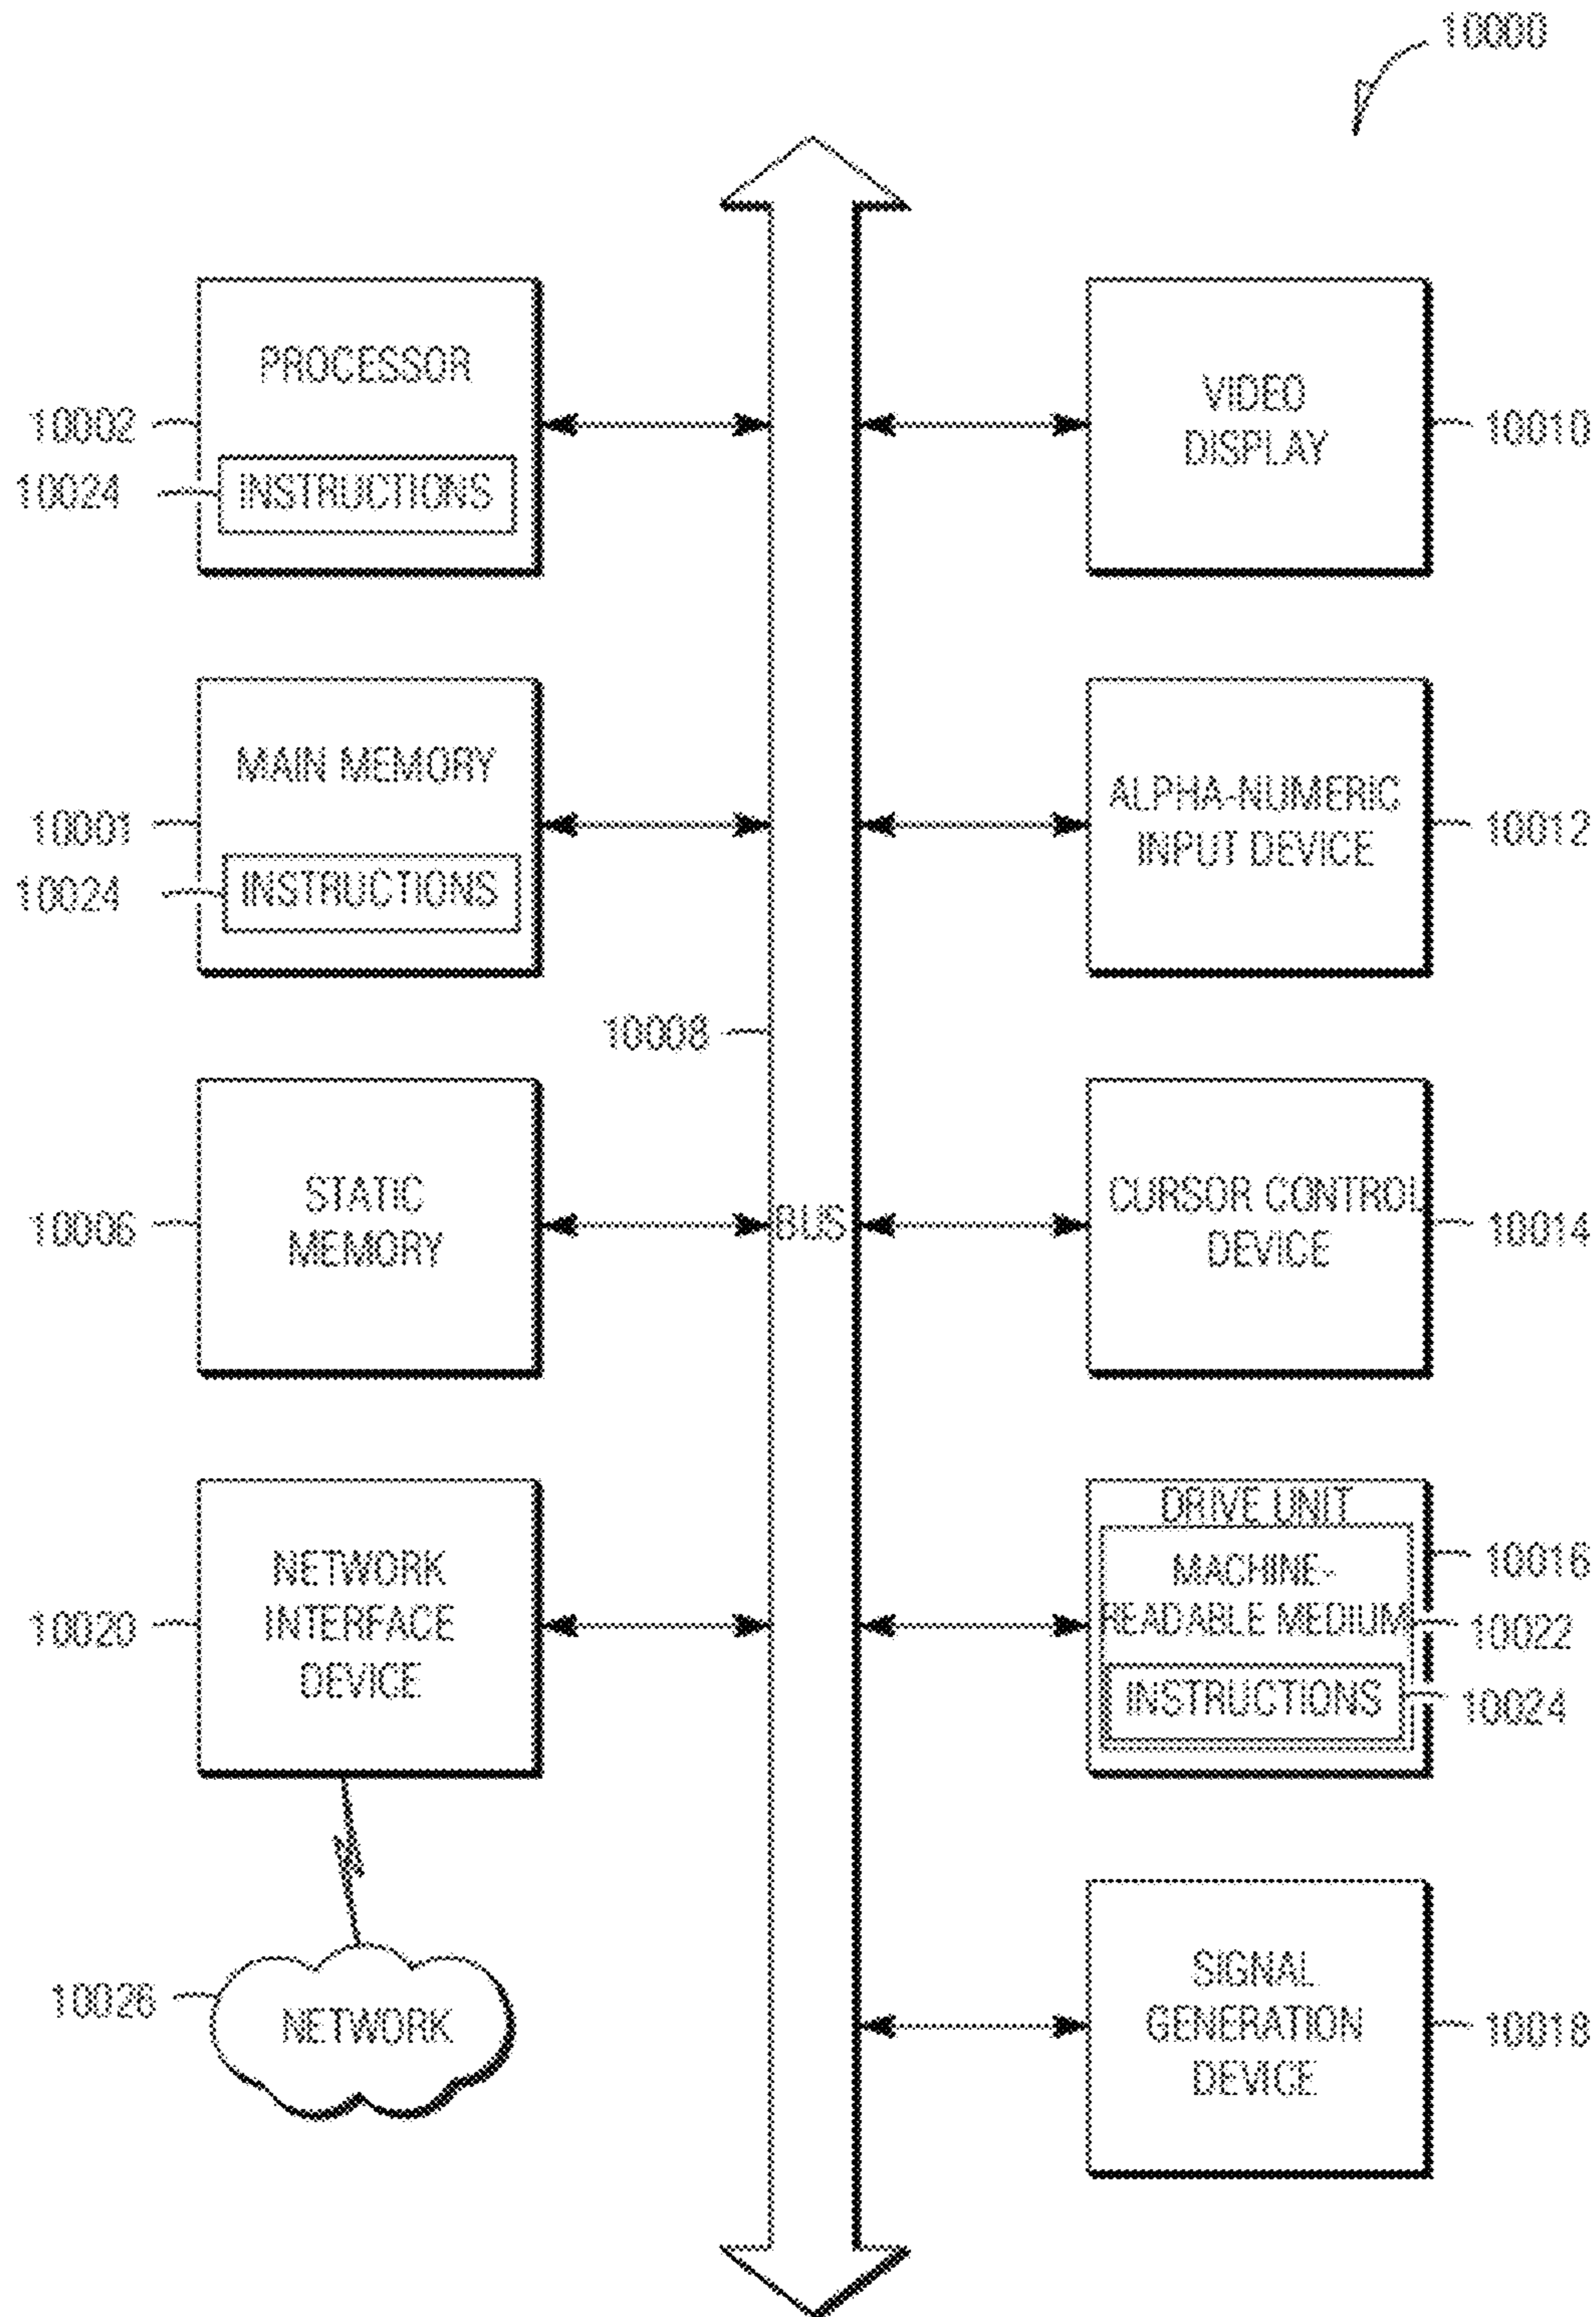 10000
PROCESSOR
10002
10024
INSTRUCTIONS
VIDEO
DISPLAY
10010
MAIN MEMORY
10001
10024
INSTRUCTIONS
ALPHA-NUMERIC
INPUT DEVICE
10012
10008
STATIC
MEMORY
10006
BUS
CURSOR CONTROL
DEVICE
10014
NETWORK
INTERFACE
DEVICE
10020
DRIVE UNIT
10016
MACHINE-
READABLE MEDIUM
10022
INSTRUCTIONS
10024
10026
NETWORK
SIGNAL
GENERATION
DEVICE
10018